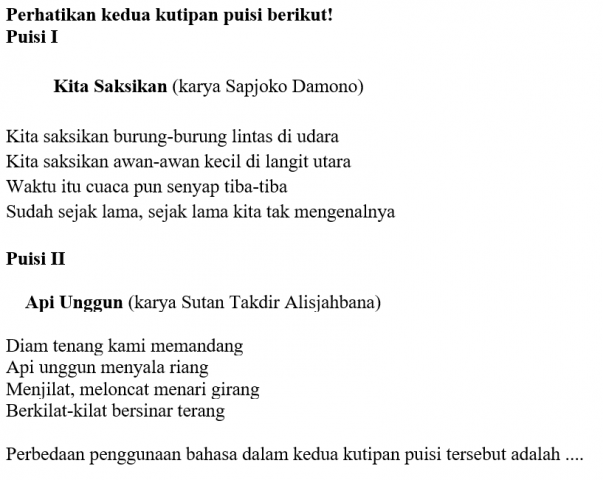 Perhatikan kedua kutipan puisi berikut!
Puisi I
Kita Saksikan (karya Sapjoko Damono)
Kita saksikan burung-burung lintas di udara
Kita saksikan awan-awan kecil di langit utara
Waktu itu cuaca pun senyap tiba-tiba
Sudah sejak lama, sejak lama kita tak mengenalnya
Puisi II
Api Unggun (karya Sutan Takdir Alisjahbana)
Diam tenang kami memandang
Api unggun menyala riang
Menjilat, meloncat menari girang
Berkilat-kilat bersinar terang
Perbedaan penggunaan bahasa dalam kedua kutipan puisi tersebut adalah ....